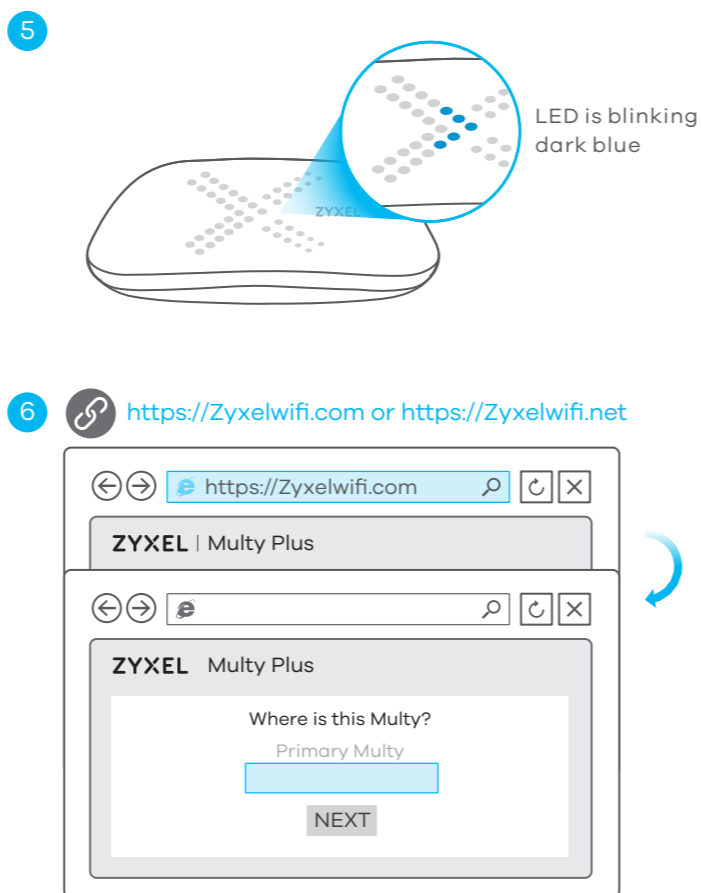 5
LED is blinking
dark blue
ZYXEL
6
https://Zyxelwifi.com or https://Zyxelwifi.net
https://Zyxelwifi.com
ZYXEL | Multy Plus
ZYXEL Multy Plus
Where is this Multy?
Primary Multy
NEXT